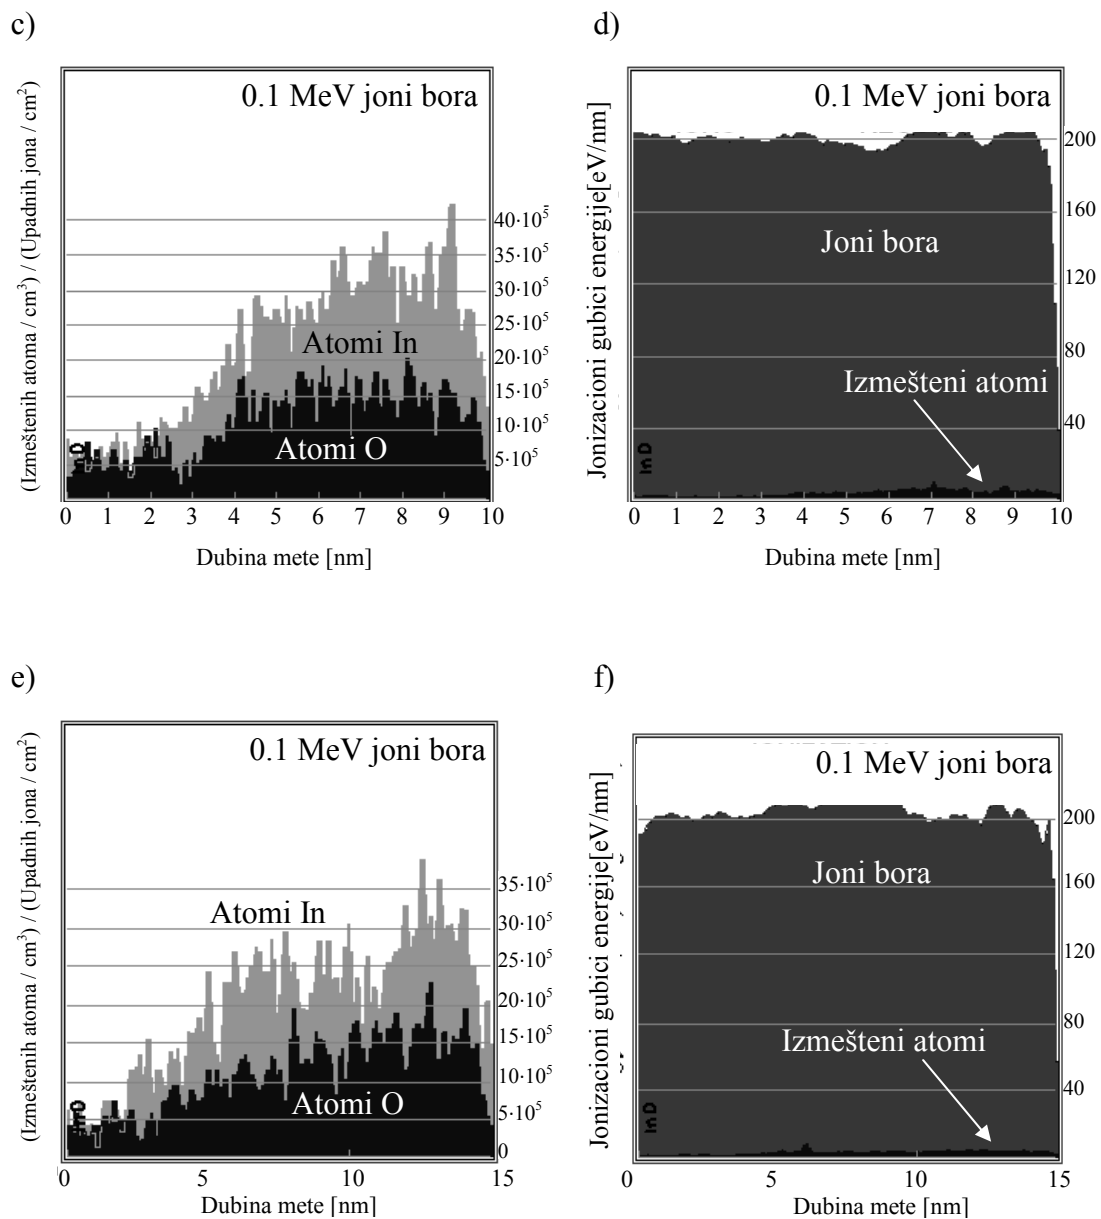 c)
(Izmeštenih atoma / cm³) / (Upadnih jona / cm²)
0.1 MeV joni bora
40·10⁵
35·10⁵
30·10⁵
25·10⁵
20·10⁵
15·10⁵
10·10⁵
5·10⁵
Atomi In
Atomi O
0 1 2 3 4 5 6 7 8 9 10
Dubina mete [nm]
d)
Jonizacioni gubici energije[eV/nm]
0.1 MeV joni bora
200
160
120
80
40
Joni bora
Izmešteni atomi
In D
0 1 2 3 4 5 6 7 8 9 10
Dubina mete [nm]
e)
(Izmeštenih atoma / cm³) / (Upadnih jona / cm²)
0.1 MeV joni bora
35·10⁵
30·10⁵
25·10⁵
20·10⁵
15·10⁵
10·10⁵
5·10⁵
0
Atomi In
Atomi O
0 5 10 15
Dubina mete [nm]
f)
Jonizacioni gubici energije[eV/nm]
0.1 MeV joni bora
200
160
120
80
40
Joni bora
Izmešteni atomi
In D
0 5 10 15
Dubina mete [nm]